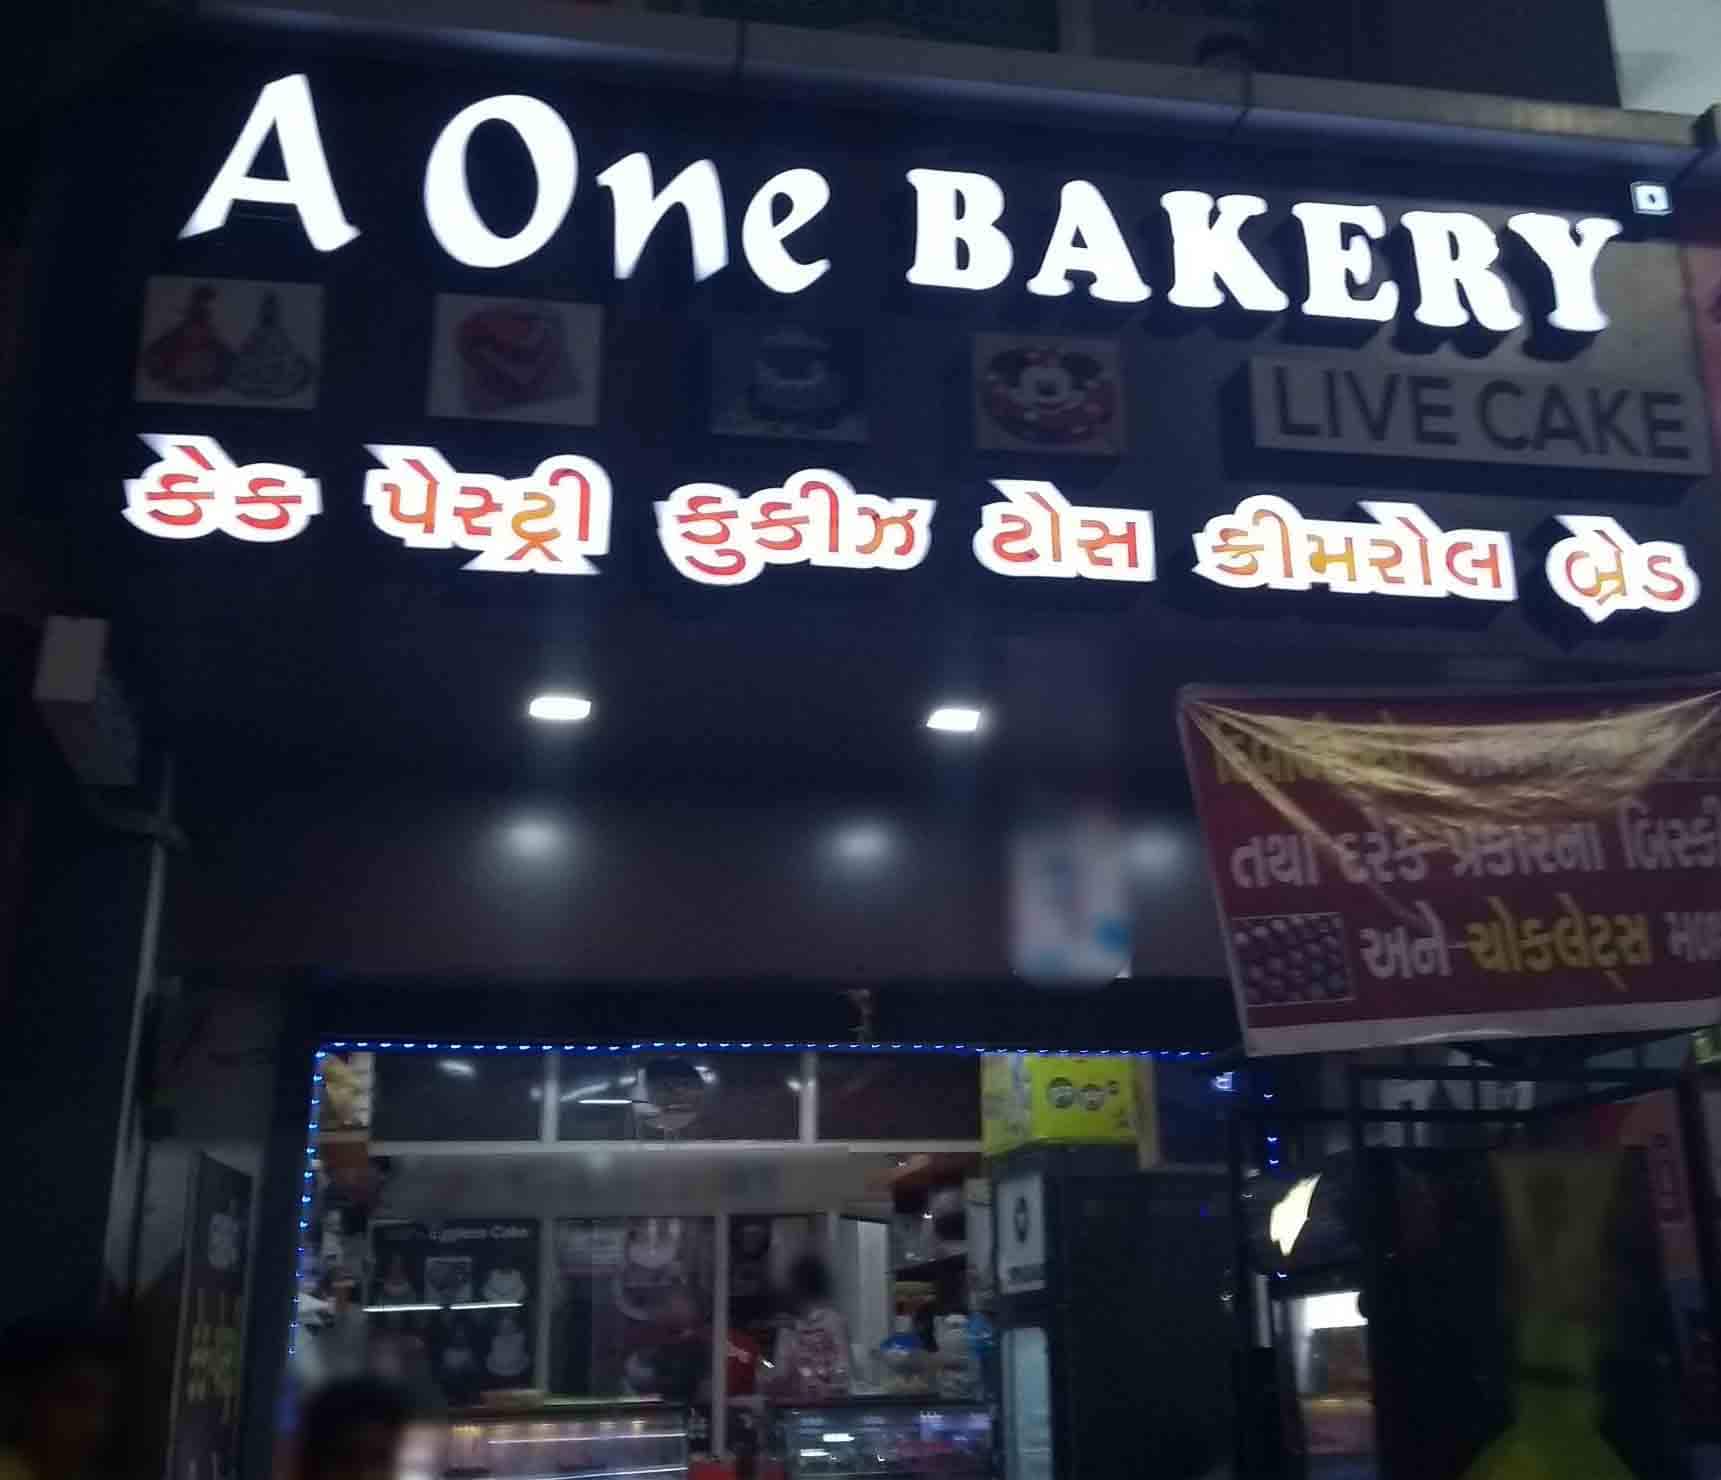 A One BAKERY
LIVE CAKE
કેક પેસ્ટ્રી કુકીઝ ટોસ ક્રીમરોલ બ્રેડ
તથા દરેક પ્રકારના
અને ચોકલેટ્સ